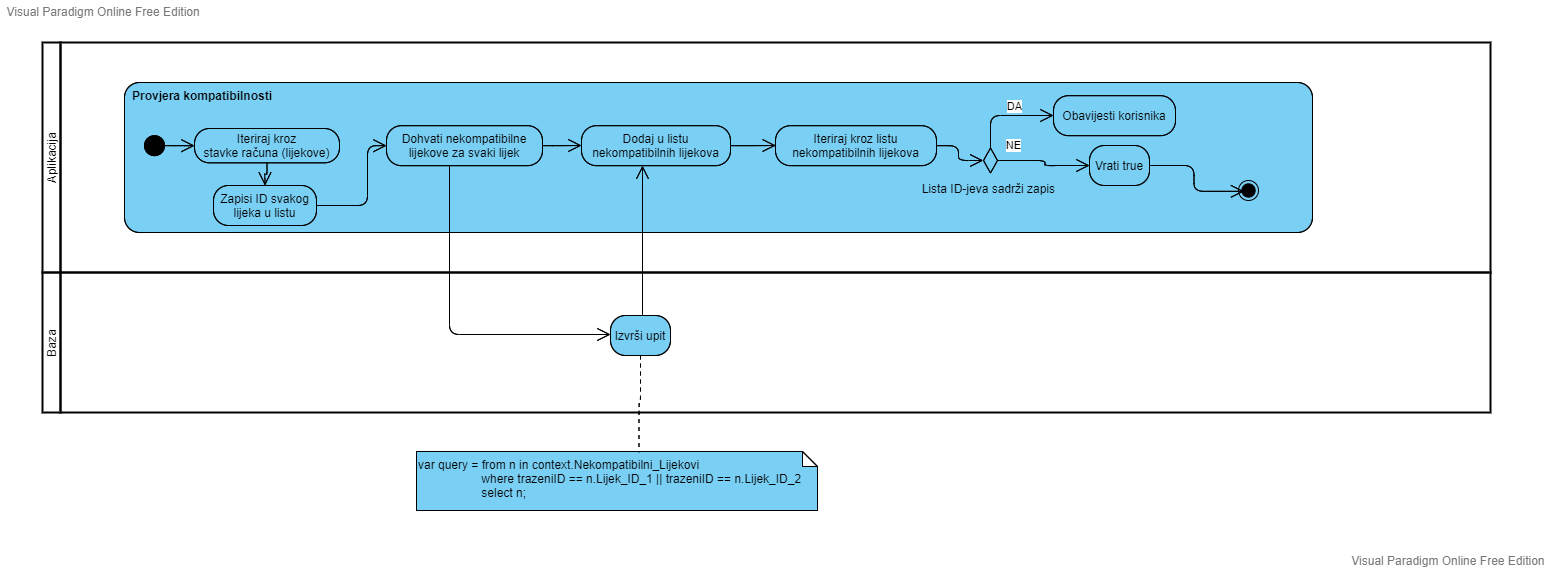 Visual Paradigm Online Free Edition
Aplikacija
Provjera kompatibilnosti
Iteriraj kroz
stavke računa (lijekove)
Zapisi ID svakog
lijeka u listu
Dohvati nekompatibilne
lijekove za svaki lijek
Dodaj u listu
nekompatibilnih lijekova
Iteriraj kroz listu
nekompatibilnih lijekova
DA
Obavijesti korisnika
NE
Vrati true
Lista ID-jeva sadrži zapis
Baza
Izvrši upit
var query = from n in context.Nekompatibilni_Lijekovi
where trazeniID == n.Lijek_ID_1 || trazeniID == n.Lijek_ID_2
select n;
Visual Paradigm Online Free Edition